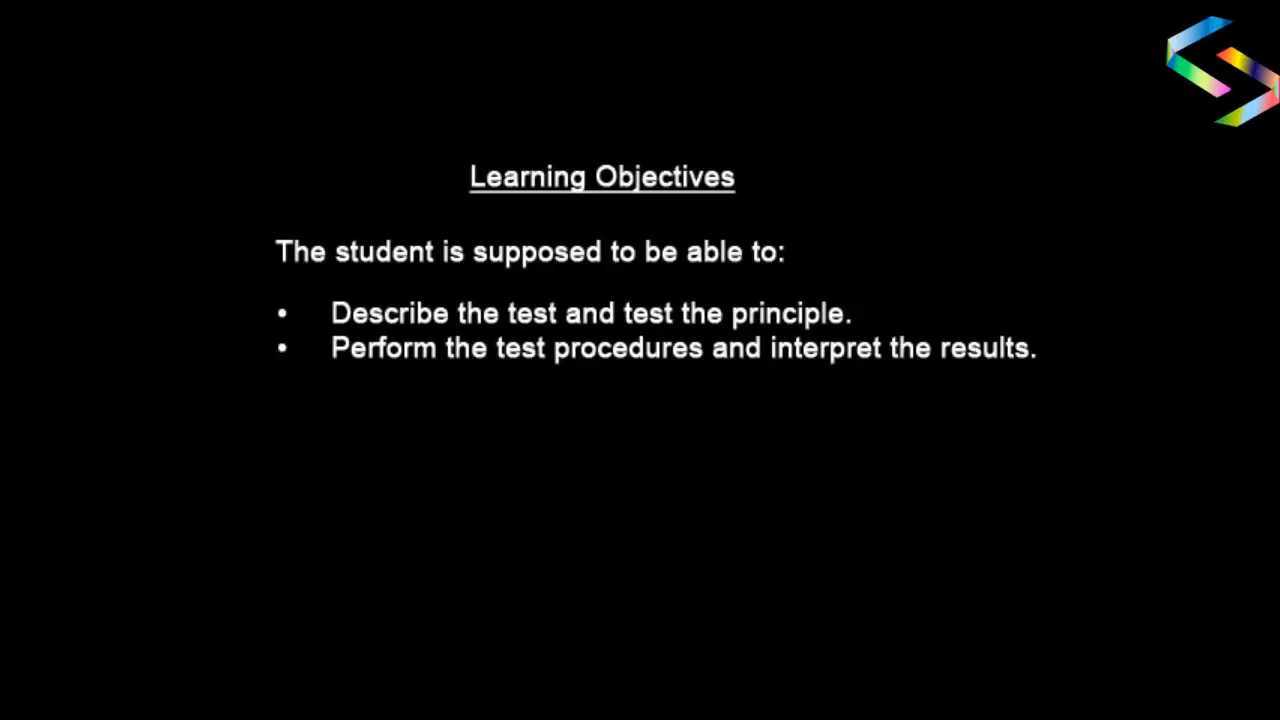 Learning Objectives
The student is supposed to be able to:
• Describe the test and test the principle.
• Perform the test procedures and interpret the results.